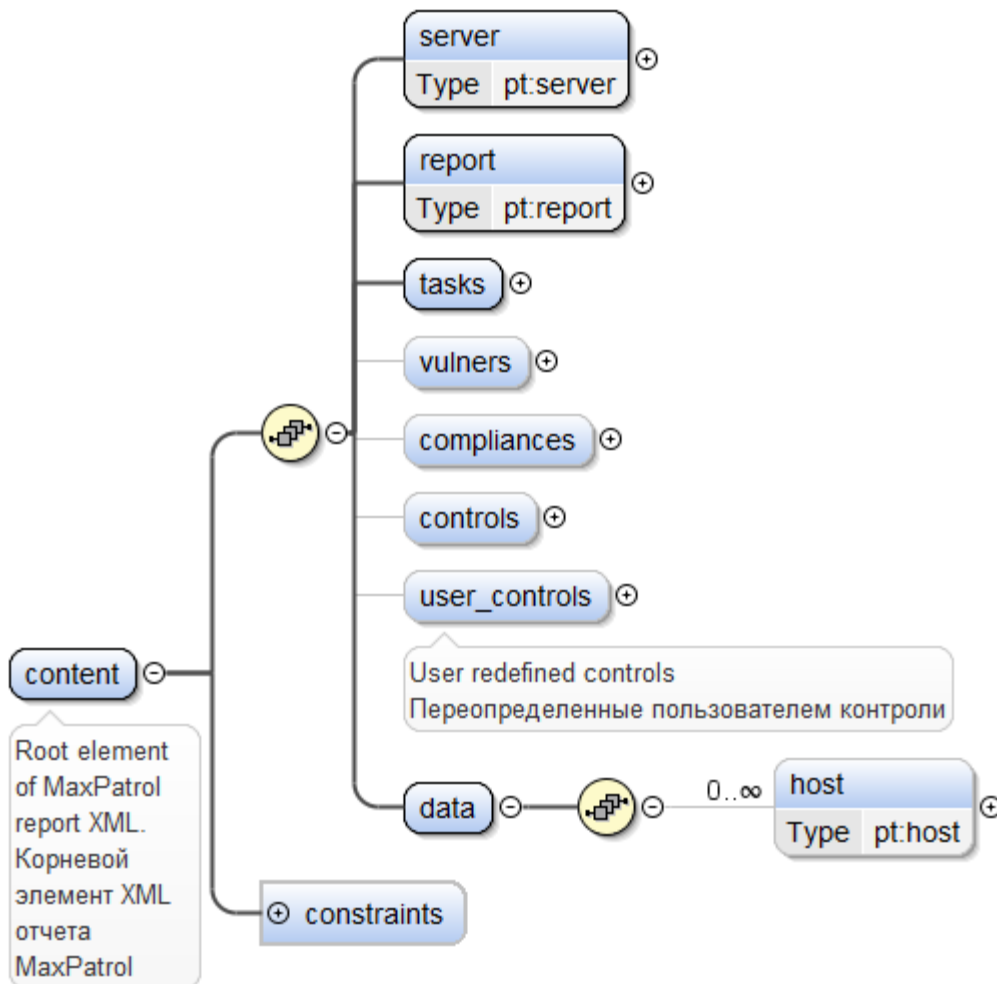 server
Type pt:server
report
Type pt:report
tasks
vulners
compliances
controls
user_controls
User redefined controls
Переопределенные пользователем контроли
content
Root element
of MaxPatrol
report XML.
Корневой
элемент XML
отчета
MaxPatrol
data
0..∞
host
Type pt:host
constraints